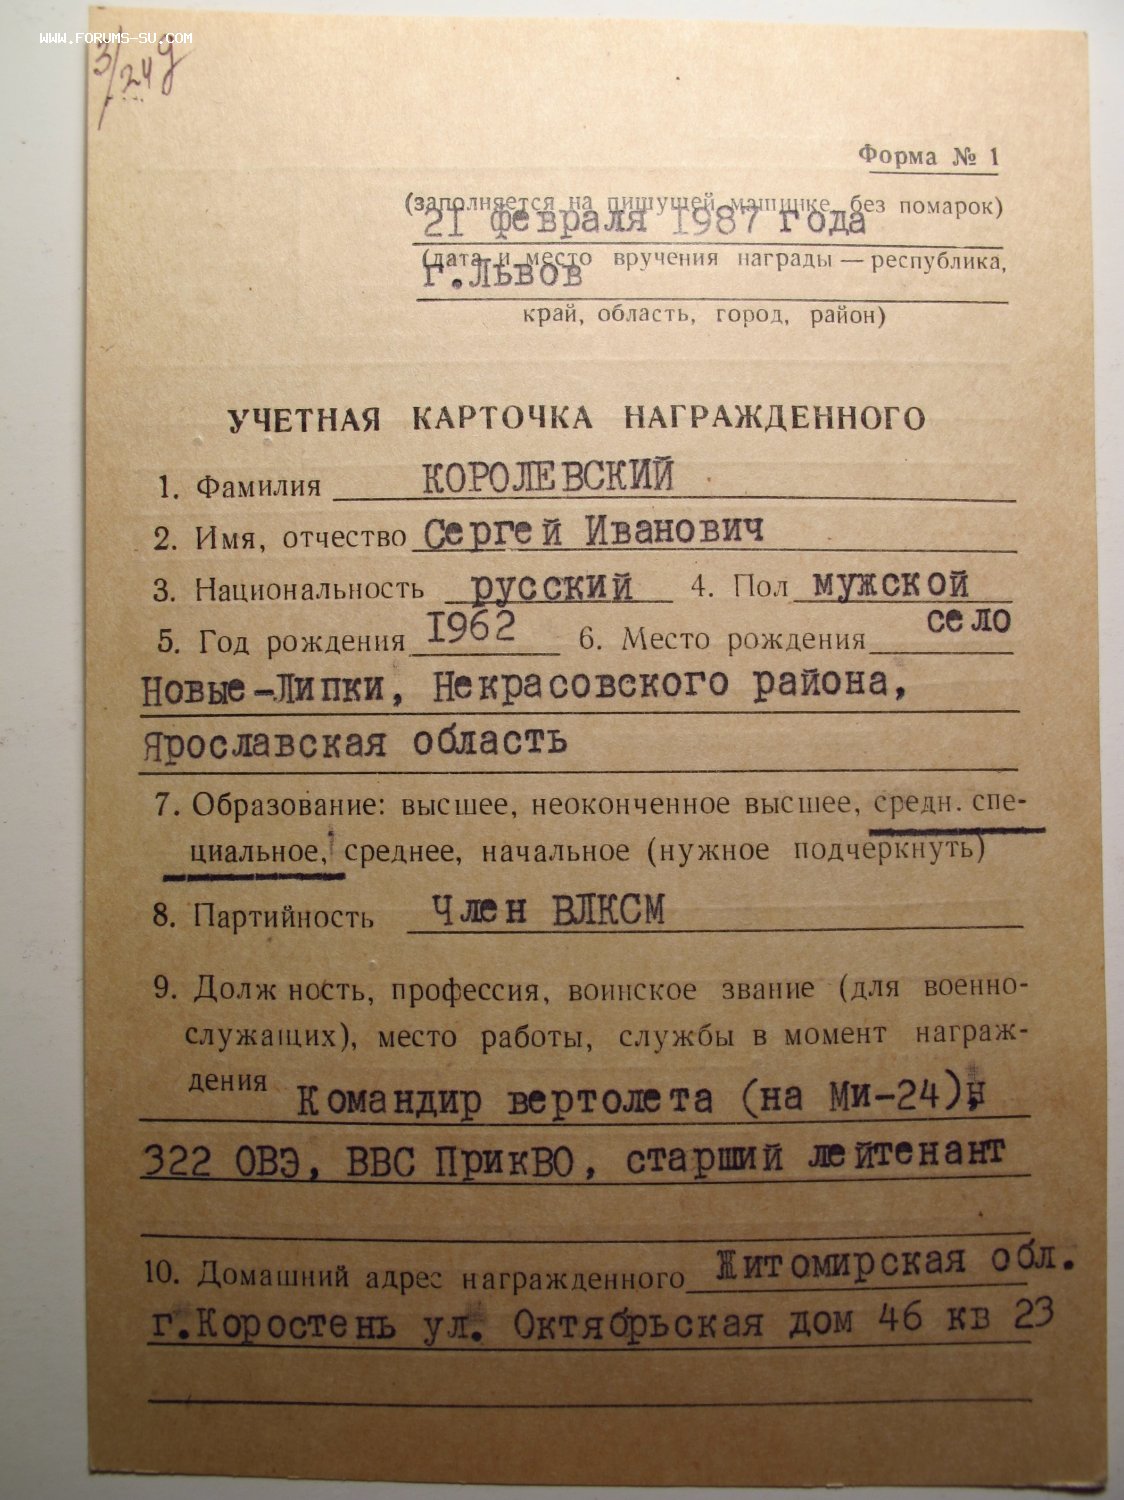 WWW.FORUMS-SU.COM
3/24
Форма № 1
(заполняется на пишущей машинке без помарок)
21 февраля 1987 года
(дата и место вручения награды — республика,
г.Львов
край, область, город, район)
УЧЕТНАЯ КАРТОЧКА НАГРАЖДЕННОГО
1. Фамилия КОРОЛЕВСКИЙ
2. Имя, отчество Сергей Иванович
3. Национальность русский 4. Пол мужской
5. Год рождения 1962 6. Место рождения село
Новые-Липки, Некрасовского района,
Ярославская область
7. Образование: высшее, неоконченное высшее, средн. спе-
циальное, среднее, начальное (нужное подчеркнуть)
8. Партийность Член ВЛКСМ
9. Должность, профессия, воинское звание (для военно-
служащих), место работы, службы в момент награж-
дения Командир вертолета (на Ми-24),
322 ОВЭ, ВВС ПрикВО, старший лейтенант
10. Домашний адрес награжденного Житомирская обл.
г.Коростень ул. Октябрьская дом 46 кв 23